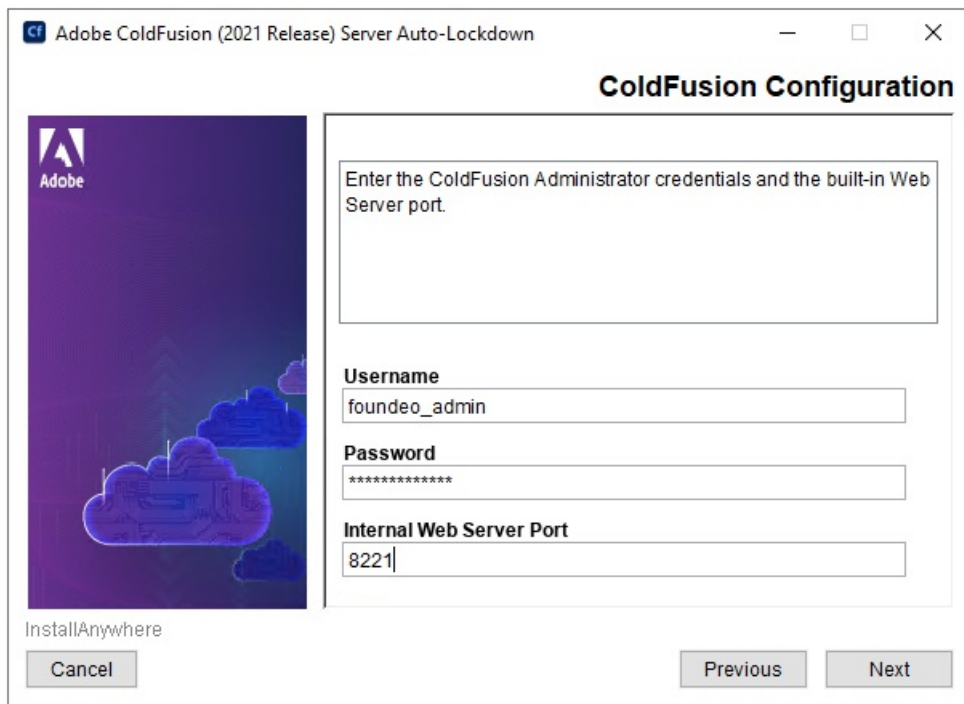 Cf Adobe ColdFusion (2021 Release) Server Auto-Lockdown
ColdFusion Configuration
Adobe
Enter the ColdFusion Administrator credentials and the built-in Web
Server port.
Username
foundeo_admin
Password
*************
Internal Web Server Port
8221
InstallAnywhere
Cancel
Previous
Next